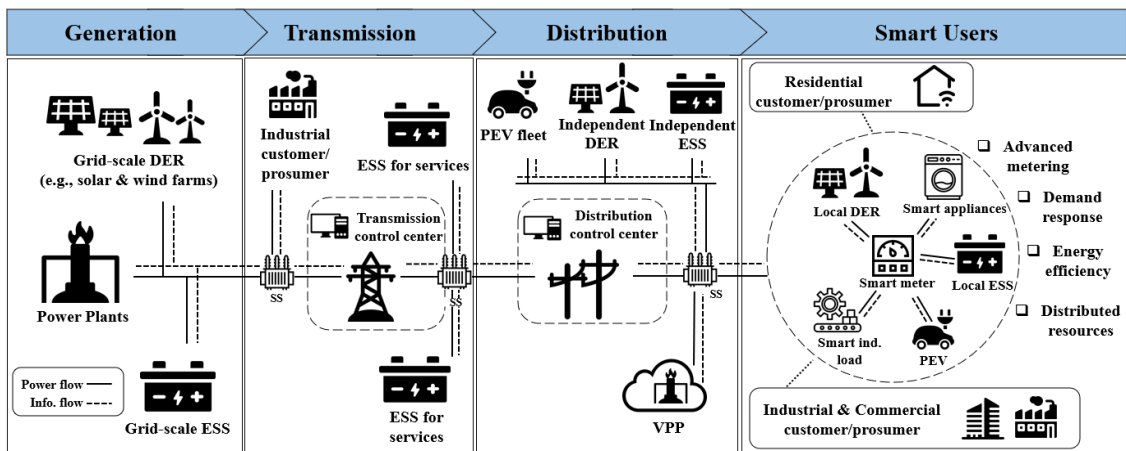 Generation
Transmission
Distribution
Smart Users
Grid-scale DER
(e.g., solar & wind farms)
Power Plants
Power flow
Info. flow
Grid-scale ESS
Industrial
customer/
prosumer
ESS for services
Transmission
control center
SS
SS
ESS for
services
PEV fleet
Independent
DER
Independent
ESS
Distribution
control center
SS
VPP
Residential
customer/prosumer
Local DER
Smart appliances
Smart meter
Local ESS
Smart ind.
load
PEV
Advanced
metering
Demand
response
Energy
efficiency
Distributed
resources
Industrial & Commercial
customer/prosumer